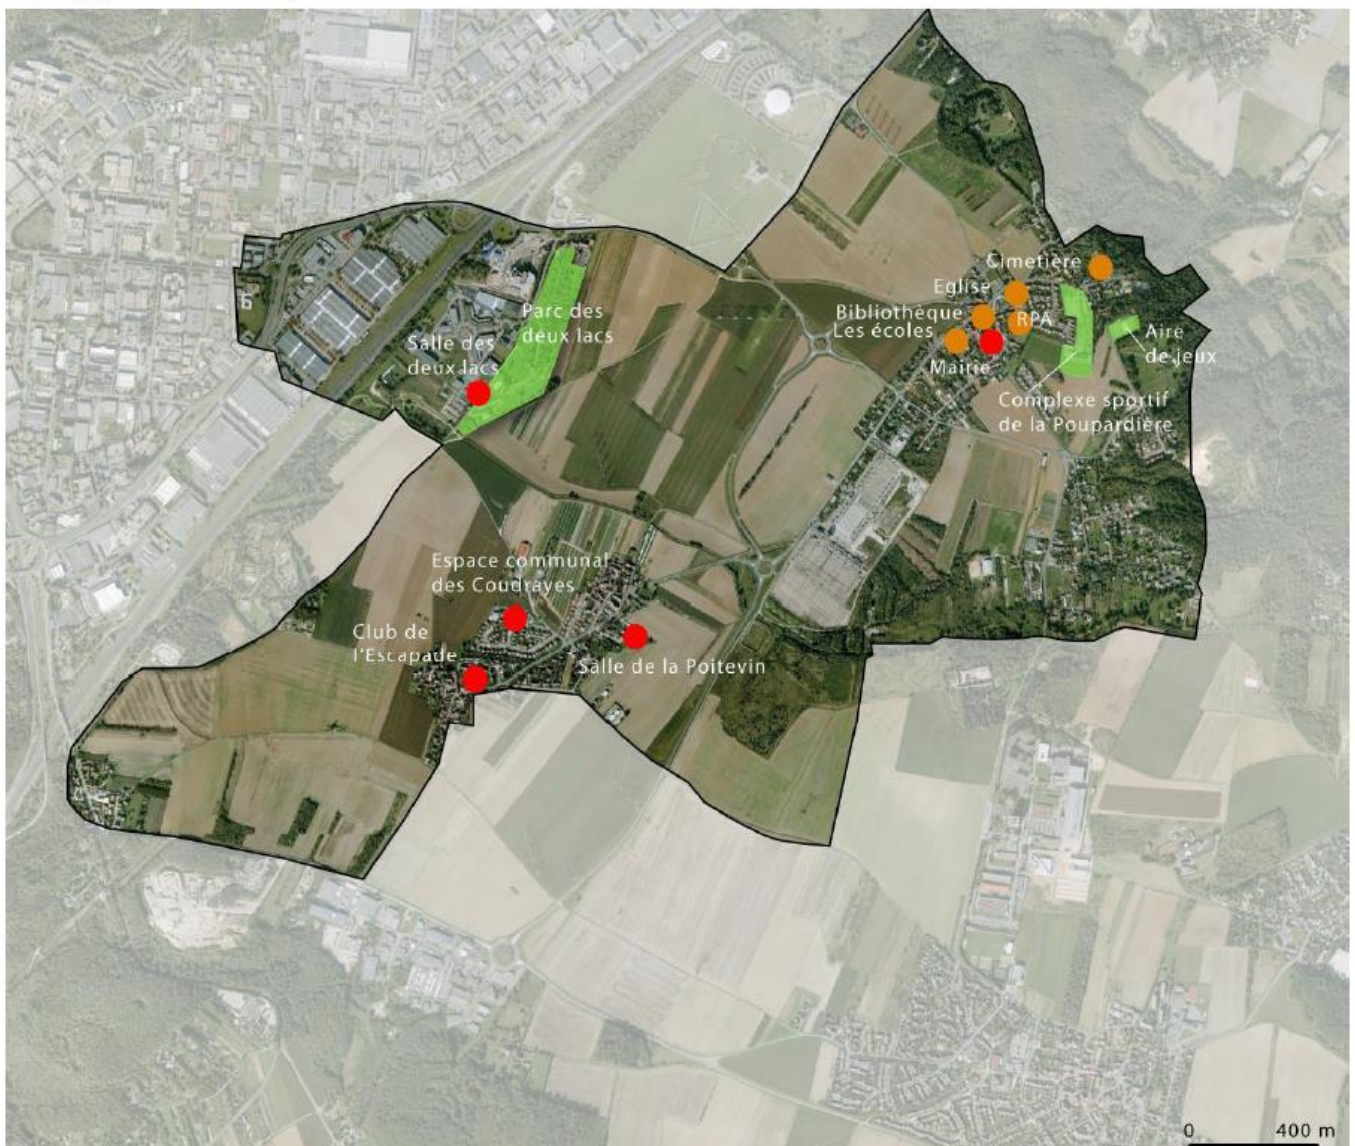 Cimetière
Eglise
Bibliothèque
RPA
Les écoles
Mairie
Aire
de jeux
Complexe sportif
de la Poupardière
Parc des
deux lacs
Salle des
deux lacs
Espace communal
des Coudrayes
Club de
l'Escapade
Salle de la Poitevin
0 400 m